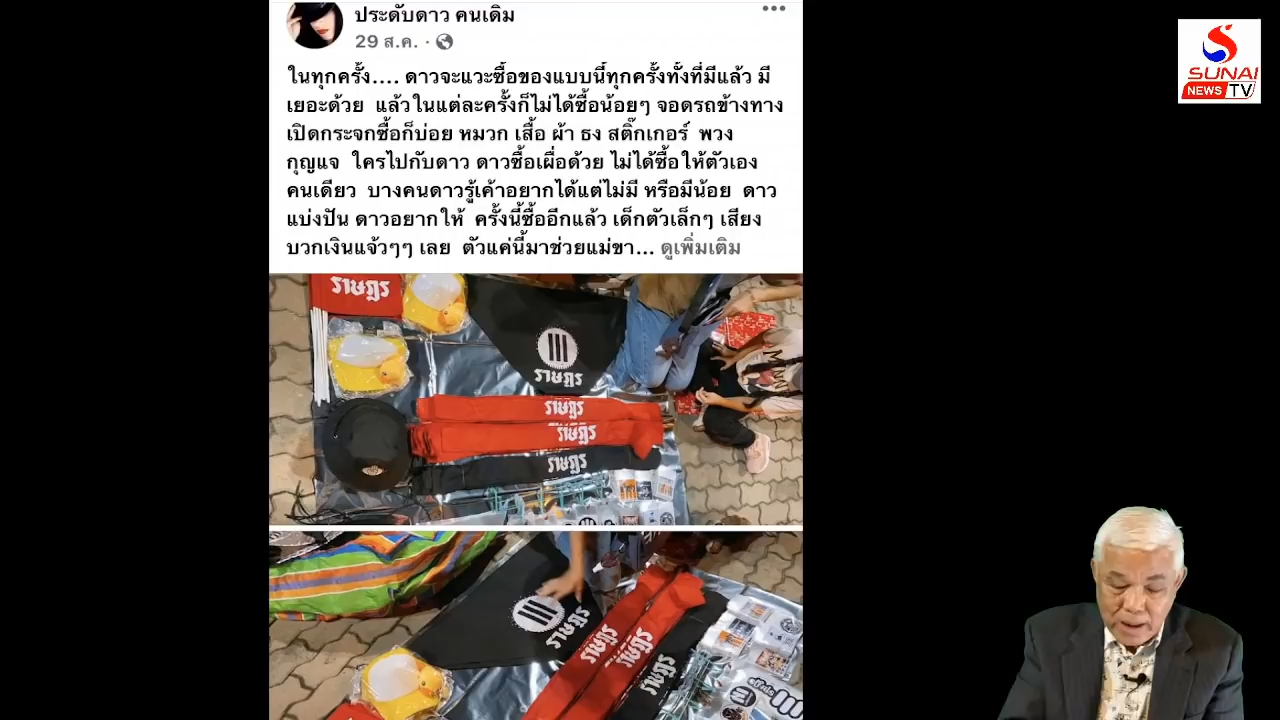 ประดับดาว คนเดิม
29 ส.ค. ·
ในทุกครั้ง.... ดาวจะแวะซื้อของแบบนี้ทุกครั้งทั้งที่มีแล้ว มี
เยอะด้วย แล้วในแต่ละครั้งก็ไม่ได้ซื้อน้อยๆ จอดรถข้างทาง
เปิดกระจกซื้อก็บ่อย หมวก เสื้อ ผ้า ธง สติ๊กเกอร์ พวง
กุญแจ ใครไปกับดาว ดาวซื้อเผื่อด้วย ไม่ได้ซื้อให้ตัวเอง
คนเดียว บางคนดาวรู้เค้าอยากได้แต่ไม่มี หรือมีน้อย ดาว
แบ่งปัน ดาวอยากให้ ครั้งนี้ซื้ออีกแล้ว เด็กตัวเล็กๆ เสียง
บวกเงินแจ้วๆๆ เลย ตัวแค่นี้มาช่วยแม่ขา... ดูเพิ่มเติม
SUNAI
NEWS TV
ราษฎร
ราษฎร
ราษฎร
ราษฎร
ราษฎร
ราษฎร
ราษฎร
ราษฎร
ราษฎร